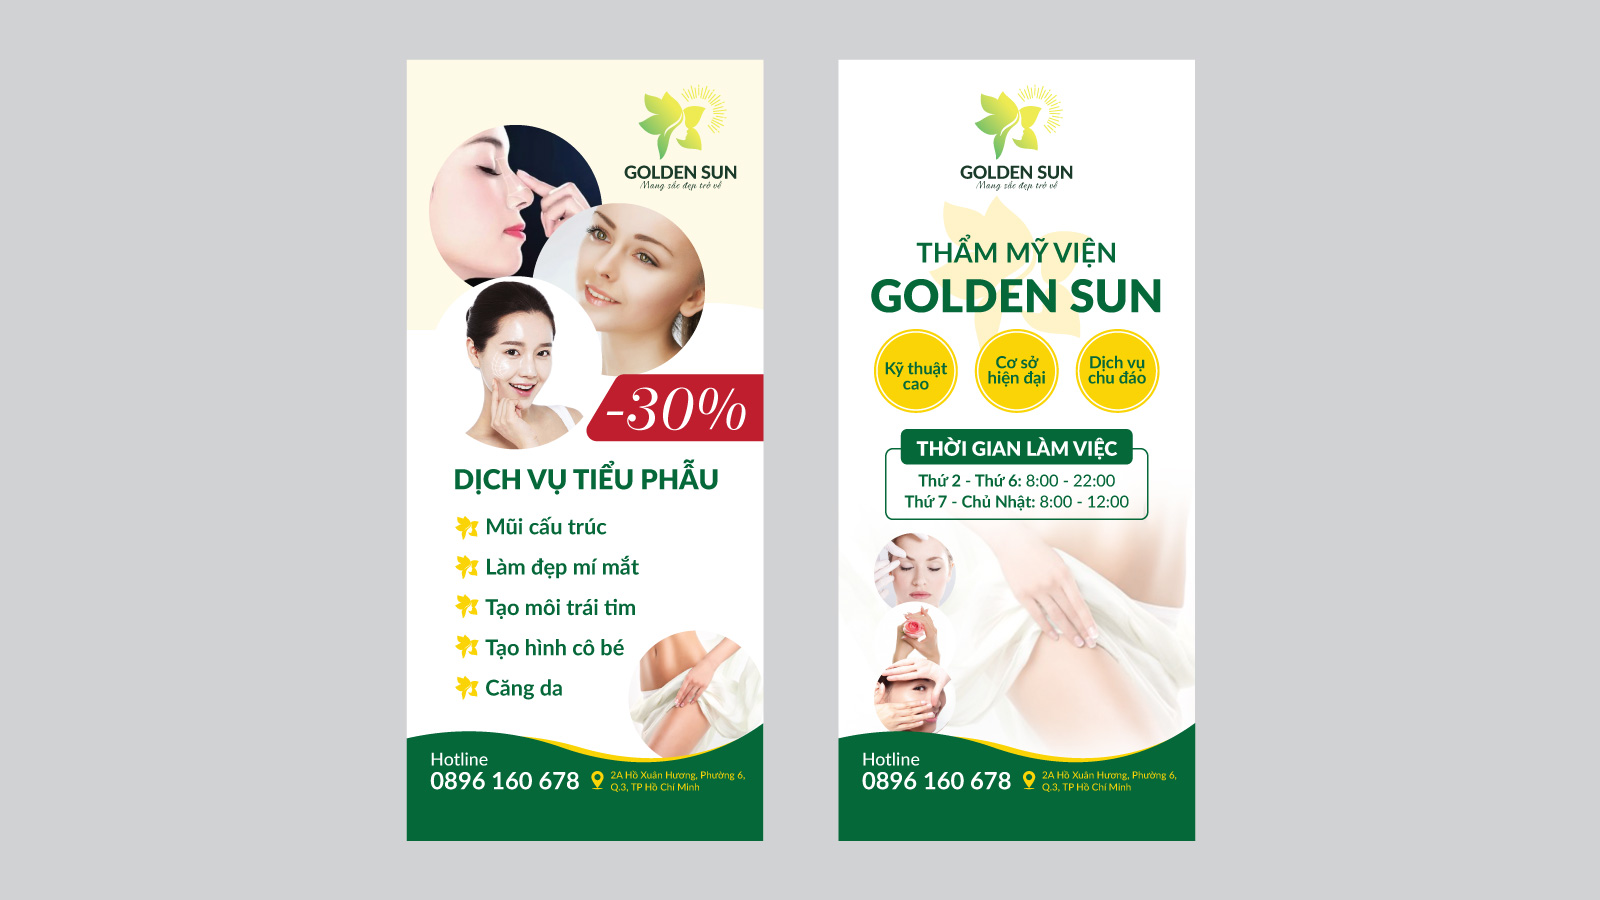 GOLDEN SUN
Mang sắc đẹp trở về
-30%
DỊCH VỤ TIỂU PHẪU
Mũi cấu trúc
Làm đẹp mí mắt
Tạo môi trái tim
Tạo hình cô bé
Căng da
Hotline
0896 160 678
2A Hồ Xuân Hương, Phường 6,
Q.3, TP Hồ Chí Minh
GOLDEN SUN
Mang sắc đẹp trở về
THẨM MỸ VIỆN
GOLDEN SUN
Kỹ thuật
cao
Cơ sở
hiện đại
Dịch vụ
chu đáo
THỜI GIAN LÀM VIỆC
Thứ 2 - Thứ 6: 8:00 - 22:00
Thứ 7 - Chủ Nhật: 8:00 - 12:00
Hotline
0896 160 678
2A Hồ Xuân Hương, Phường 6,
Q.3, TP Hồ Chí Minh